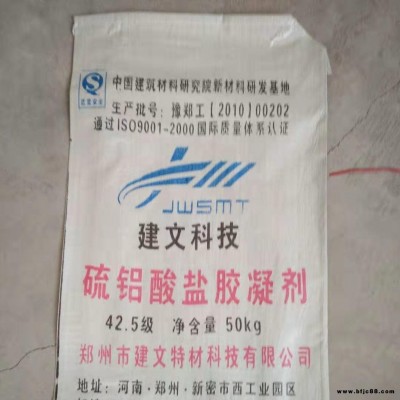 中国建筑材料研究院新材料研发基地
生产批号：豫郑工［2010］00202
通过ISO9001-2000国际质量体系认证
JWSMT
建文科技
硫铝酸盐胶凝剂
42.5级 净含量 50kg
郑州市建文特材科技有限公司
地址：河南·郑州·新密市西工业园区
www.bfjc88.com